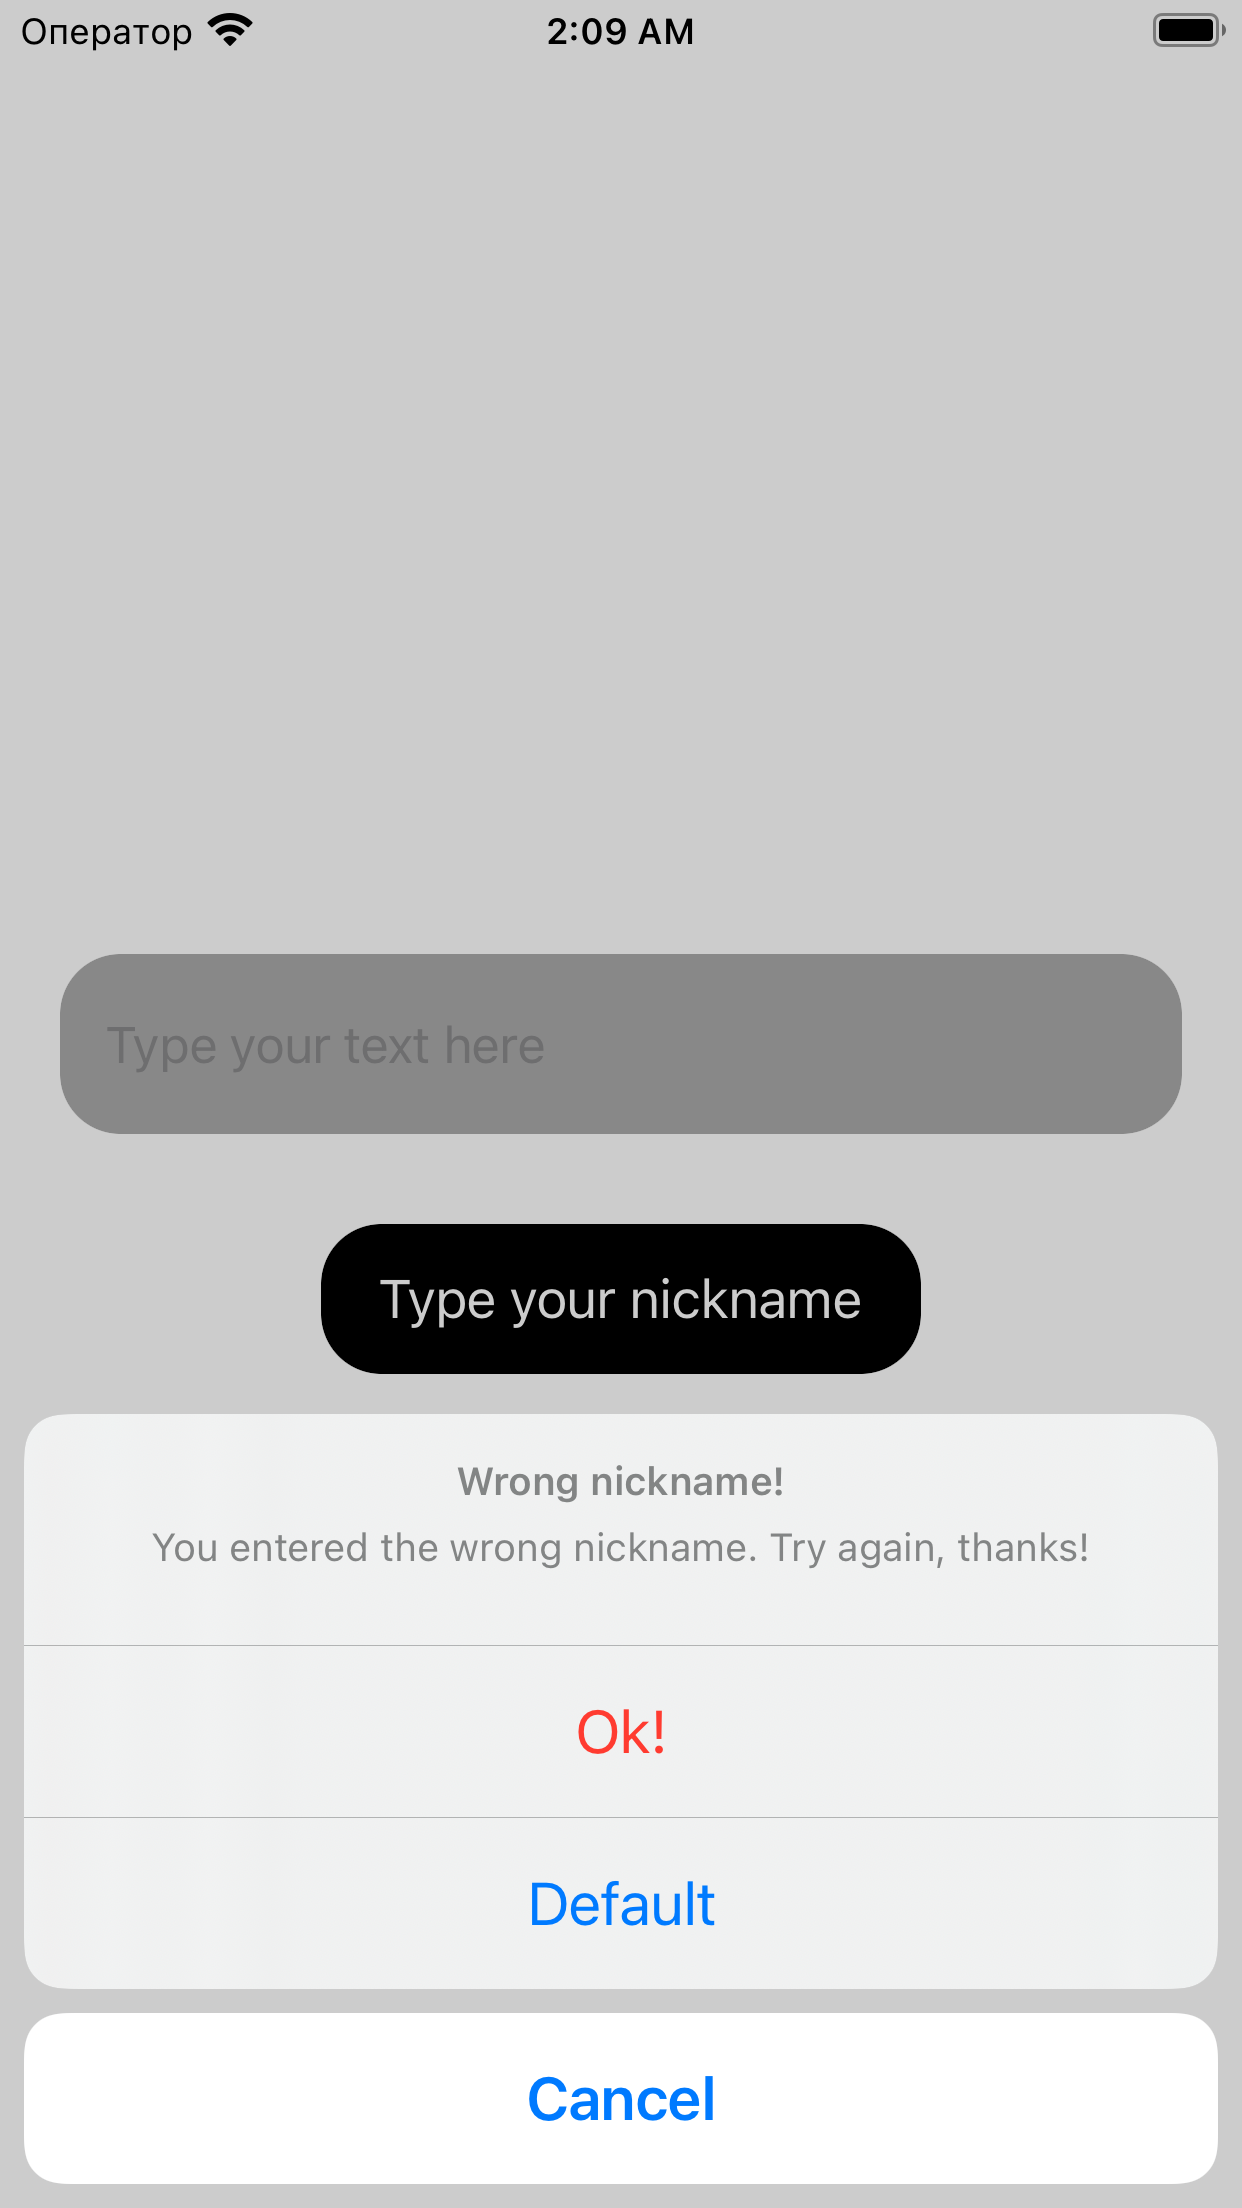 Оператор 2:09 AM
Type your text here
Type your nickname
Wrong nickname!
You entered the wrong nickname. Try again, thanks!
Ok!
Default
Cancel